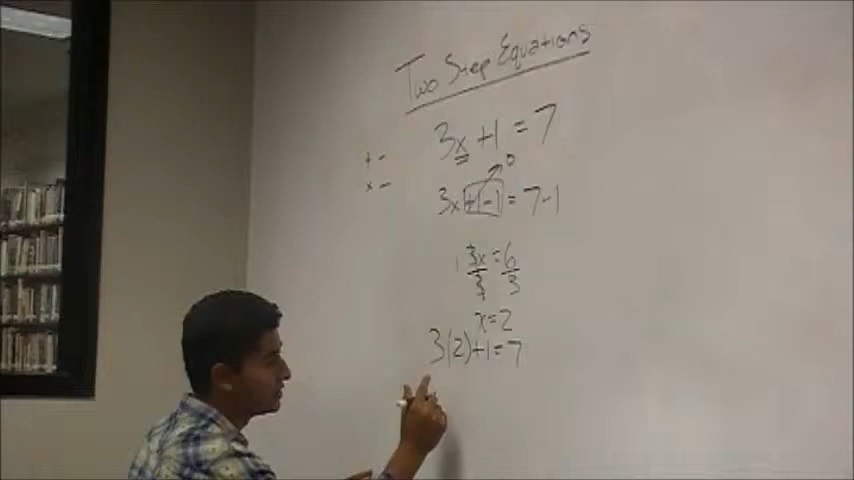 Two Step Equations
3x +1 = 7
+ -
x -
0
3x +1 -1 = 7-1
3x = 6
3 3
x=2
3(2)+1=7